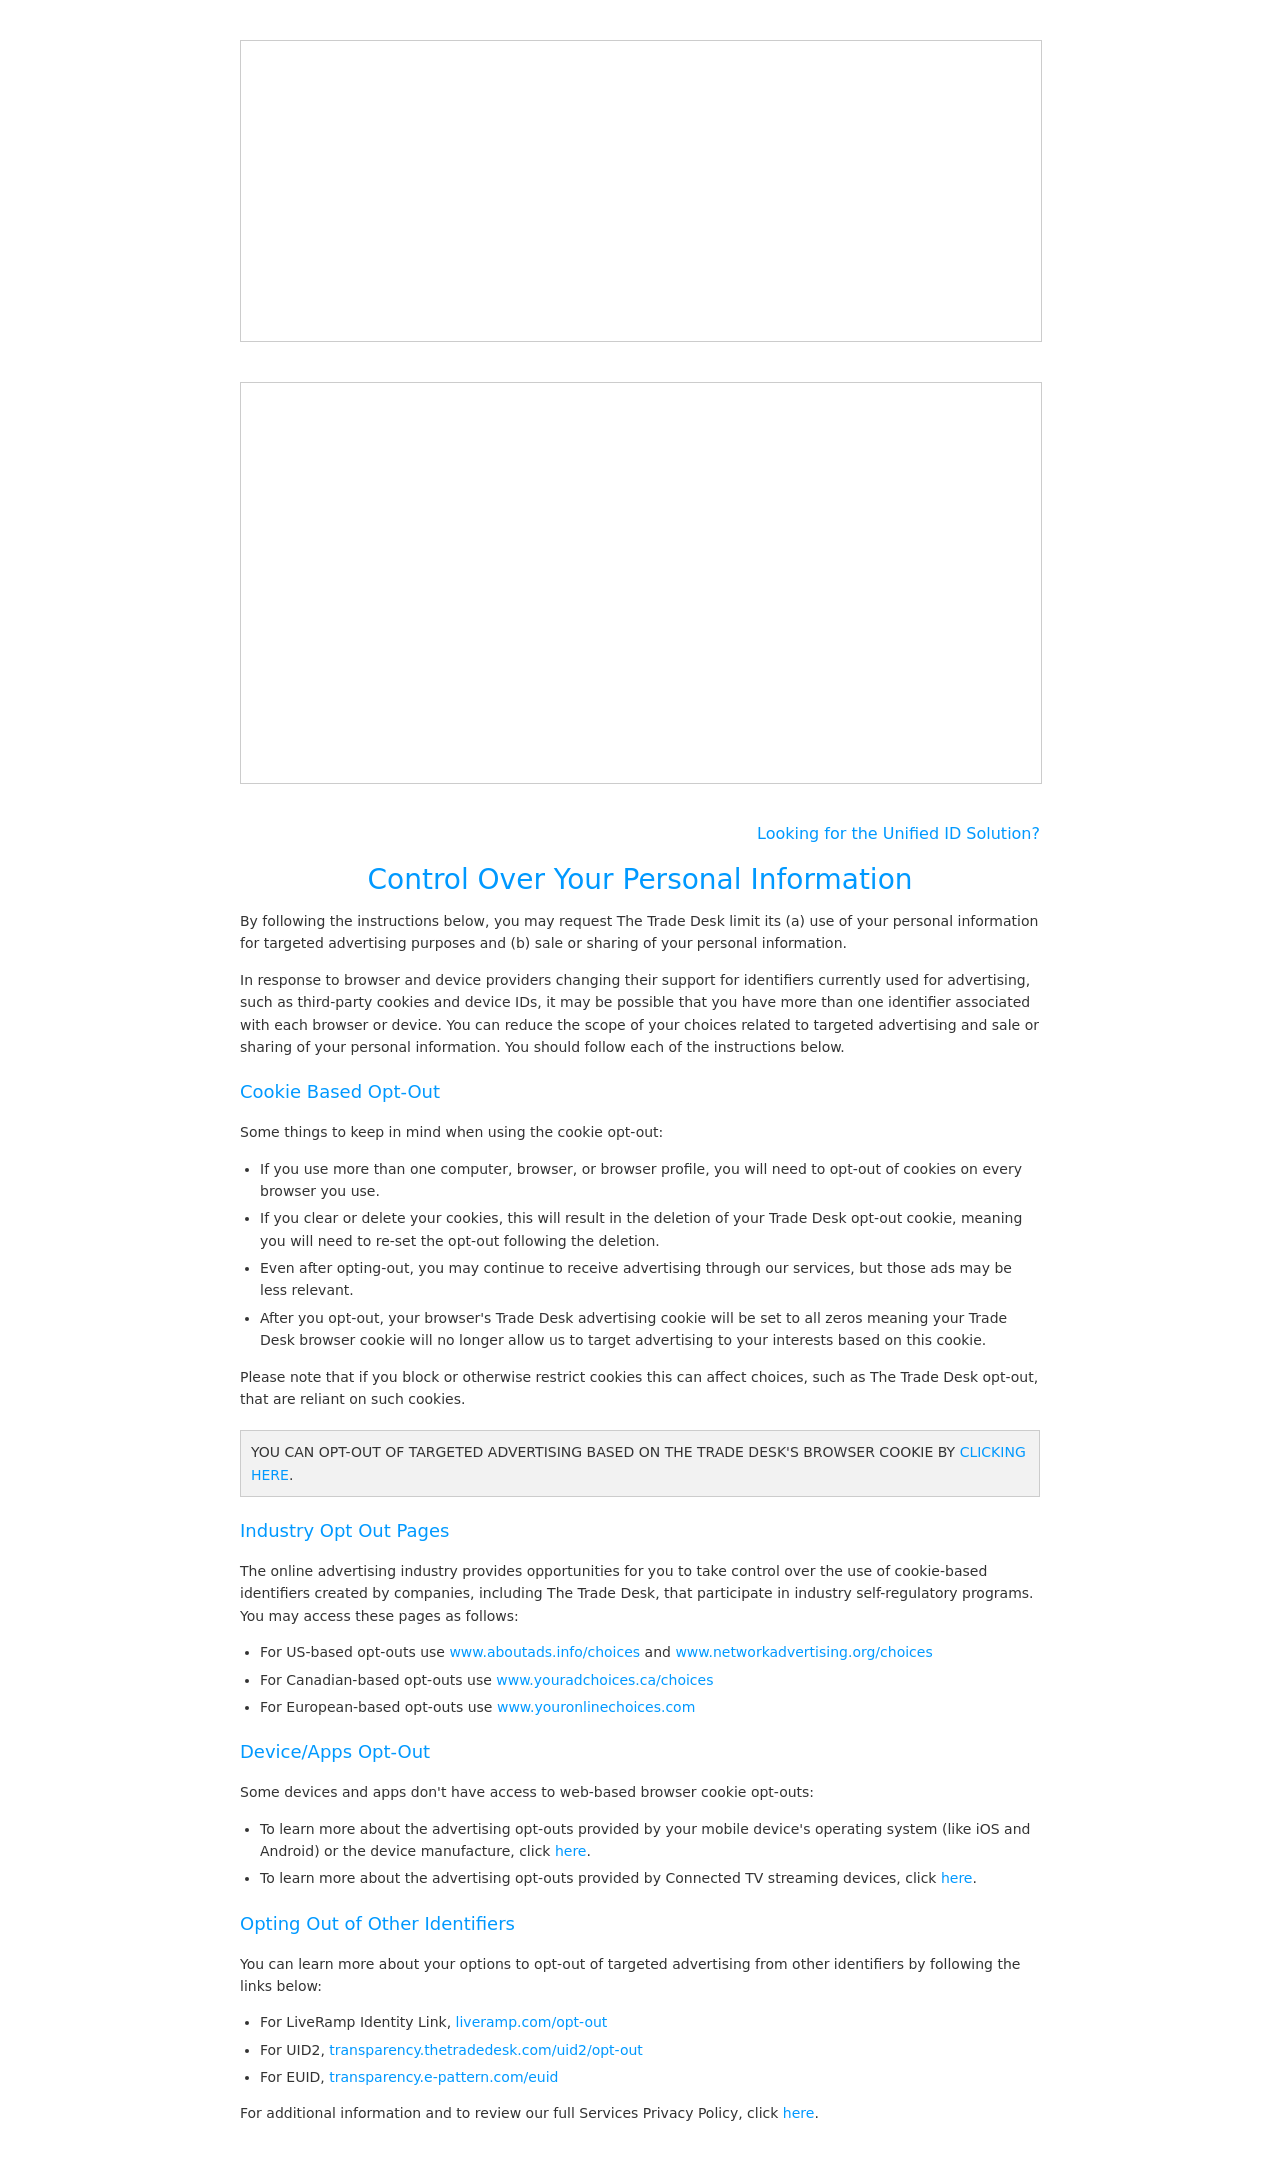 Looking for the Unified ID Solution?
Control Over Your Personal Information
By following the instructions below, you may request The Trade Desk limit its (a) use of your personal information
for targeted advertising purposes and (b) sale or sharing of your personal information.
In response to browser and device providers changing their support for identifiers currently used for advertising,
such as third-party cookies and device IDs, it may be possible that you have more than one identifier associated
with each browser or device. You can reduce the scope of your choices related to targeted advertising and sale or
sharing of your personal information. You should follow each of the instructions below.
Cookie Based Opt-Out
Some things to keep in mind when using the cookie opt-out:
• If you use more than one computer, browser, or browser profile, you will need to opt-out of cookies on every
browser you use.
• If you clear or delete your cookies, this will result in the deletion of your Trade Desk opt-out cookie, meaning
you will need to re-set the opt-out following the deletion.
• Even after opting-out, you may continue to receive advertising through our services, but those ads may be
less relevant.
• After you opt-out, your browser's Trade Desk advertising cookie will be set to all zeros meaning your Trade
Desk browser cookie will no longer allow us to target advertising to your interests based on this cookie.
Please note that if you block or otherwise restrict cookies this can affect choices, such as The Trade Desk opt-out,
that are reliant on such cookies.
YOU CAN OPT-OUT OF TARGETED ADVERTISING BASED ON THE TRADE DESK'S BROWSER COOKIE BY CLICKING
HERE.
Industry Opt Out Pages
The online advertising industry provides opportunities for you to take control over the use of cookie-based
identifiers created by companies, including The Trade Desk, that participate in industry self-regulatory programs.
You may access these pages as follows:
• For US-based opt-outs use www.aboutads.info/choices and www.networkadvertising.org/choices
• For Canadian-based opt-outs use www.youradchoices.ca/choices
• For European-based opt-outs use www.youronlinechoices.com
Device/Apps Opt-Out
Some devices and apps don't have access to web-based browser cookie opt-outs:
• To learn more about the advertising opt-outs provided by your mobile device's operating system (like iOS and
Android) or the device manufacture, click here.
• To learn more about the advertising opt-outs provided by Connected TV streaming devices, click here.
Opting Out of Other Identifiers
You can learn more about your options to opt-out of targeted advertising from other identifiers by following the
links below:
• For LiveRamp Identity Link, liveramp.com/opt-out
• For UID2, transparency.thetradedesk.com/uid2/opt-out
• For EUID, transparency.e-pattern.com/euid
For additional information and to review our full Services Privacy Policy, click here.